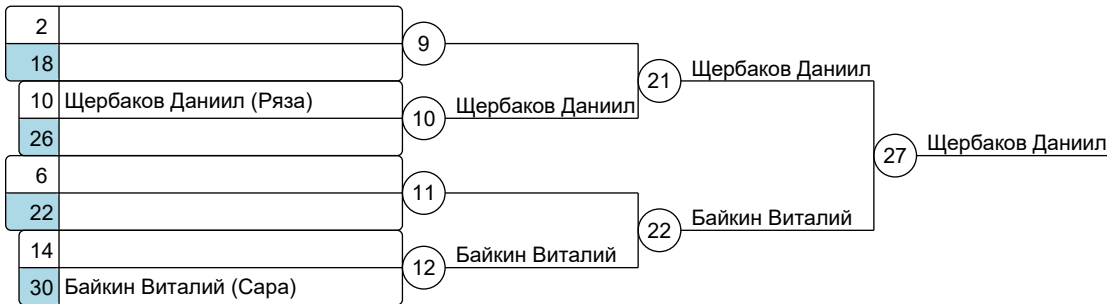 2
9
18
21 Щербаков Даниил
10 Щербаков Даниил (Ряза)
10 Щербаков Даниил
26
27 Щербаков Даниил
6
11
22
22 Байкин Виталий
14
12 Байкин Виталий
30 Байкин Виталий (Сара)